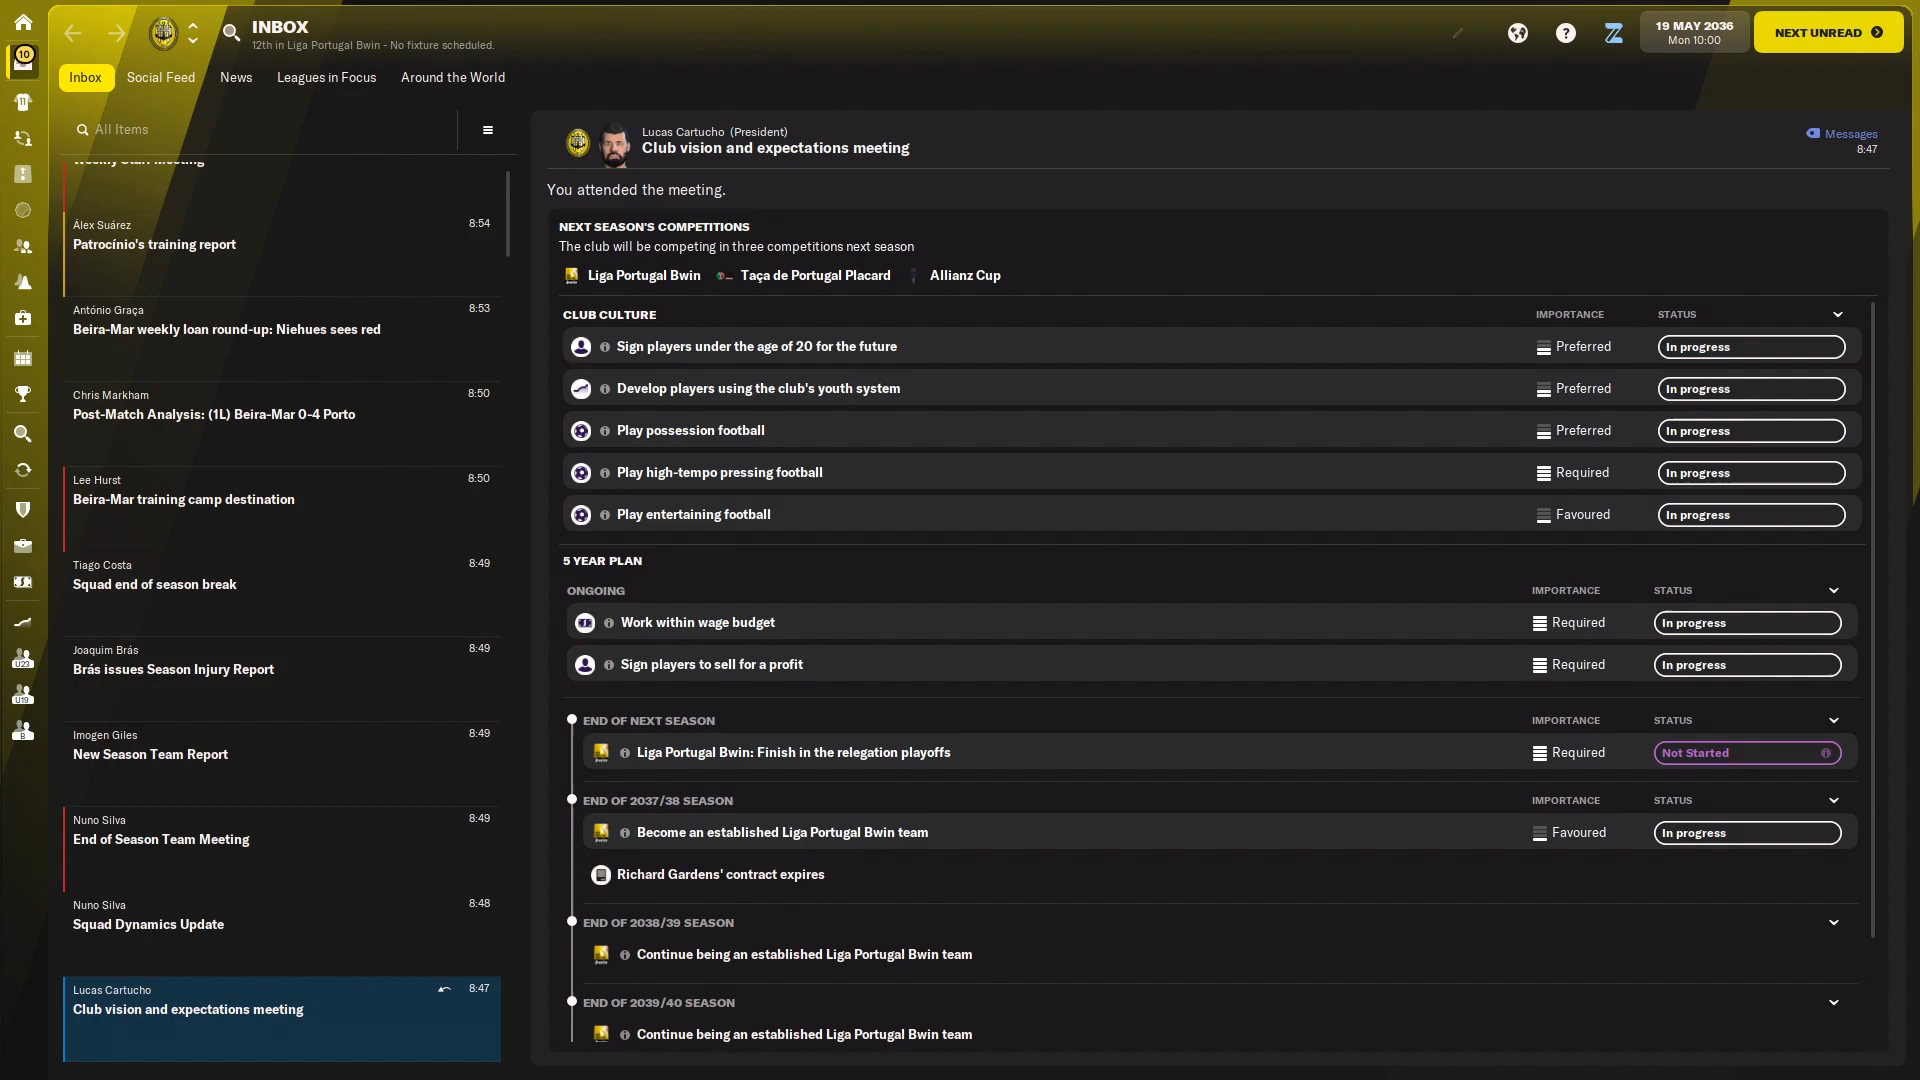 INBOX
12th in Liga Portugal Bwin - No fixture scheduled.
19 MAY 2036
Mon 10:00
NEXT UNREAD
10
Inbox
Social Feed
News
Leagues in Focus
Around the World
All Items
Weekly Staff Meeting
Álex Suárez
8:54
Patrocínio's training report
António Graça
8:53
Beira-Mar weekly loan round-up: Niehues sees red
Chris Markham
8:50
Post-Match Analysis: (1L) Beira-Mar 0-4 Porto
Lee Hurst
8:50
Beira-Mar training camp destination
Tiago Costa
8:49
Squad end of season break
Joaquim Brás
8:49
Brás issues Season Injury Report
Imogen Giles
8:49
New Season Team Report
Nuno Silva
8:49
End of Season Team Meeting
Nuno Silva
8:48
Squad Dynamics Update
Lucas Cartucho
8:47
Club vision and expectations meeting
U23
U19
B
Lucas Cartucho (President)
Club vision and expectations meeting
Messages
8:47
You attended the meeting.
NEXT SEASON'S COMPETITIONS
The club will be competing in three competitions next season
Liga Portugal Bwin
Taça de Portugal Placard
Allianz Cup
CLUB CULTURE
IMPORTANCE
STATUS
Sign players under the age of 20 for the future
Preferred
In progress
Develop players using the club's youth system
Preferred
In progress
Play possession football
Preferred
In progress
Play high-tempo pressing football
Required
In progress
Play entertaining football
Favoured
In progress
5 YEAR PLAN
ONGOING
IMPORTANCE
STATUS
Work within wage budget
Required
In progress
Sign players to sell for a profit
Required
In progress
END OF NEXT SEASON
IMPORTANCE
STATUS
Liga Portugal Bwin: Finish in the relegation playoffs
Required
Not Started
END OF 2037/38 SEASON
IMPORTANCE
STATUS
Become an established Liga Portugal Bwin team
Favoured
In progress
Richard Gardens' contract expires
END OF 2038/39 SEASON
Continue being an established Liga Portugal Bwin team
END OF 2039/40 SEASON
Continue being an established Liga Portugal Bwin team